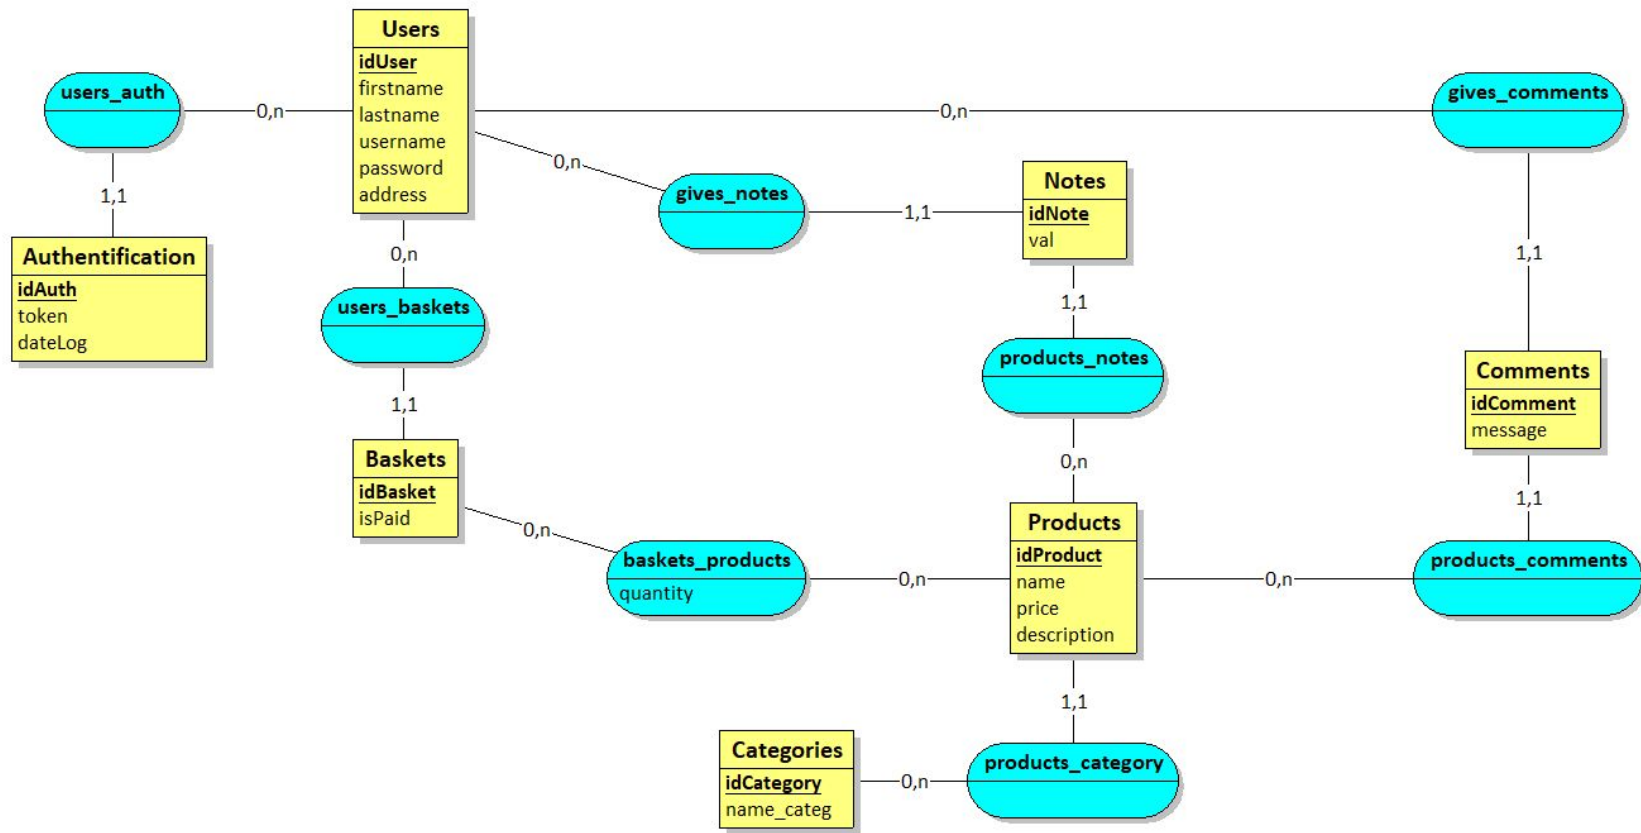 Users
idUser
firstname
lastname
username
password
address
users_auth
0,n
1,1
Authentification
idAuth
token
dateLog
0,n
gives_comments
0,n
gives_notes
1,1
Notes
idNote
val
1,1
0,n
users_baskets
1,1
products_notes
0,n
1,1
Comments
idComment
message
1,1
Baskets
idBasket
isPaid
0,n
baskets_products
quantity
0,n
Products
idProduct
name
price
description
0,n
products_comments
1,1
Categories
idCategory
name_categ
0,n
products_category